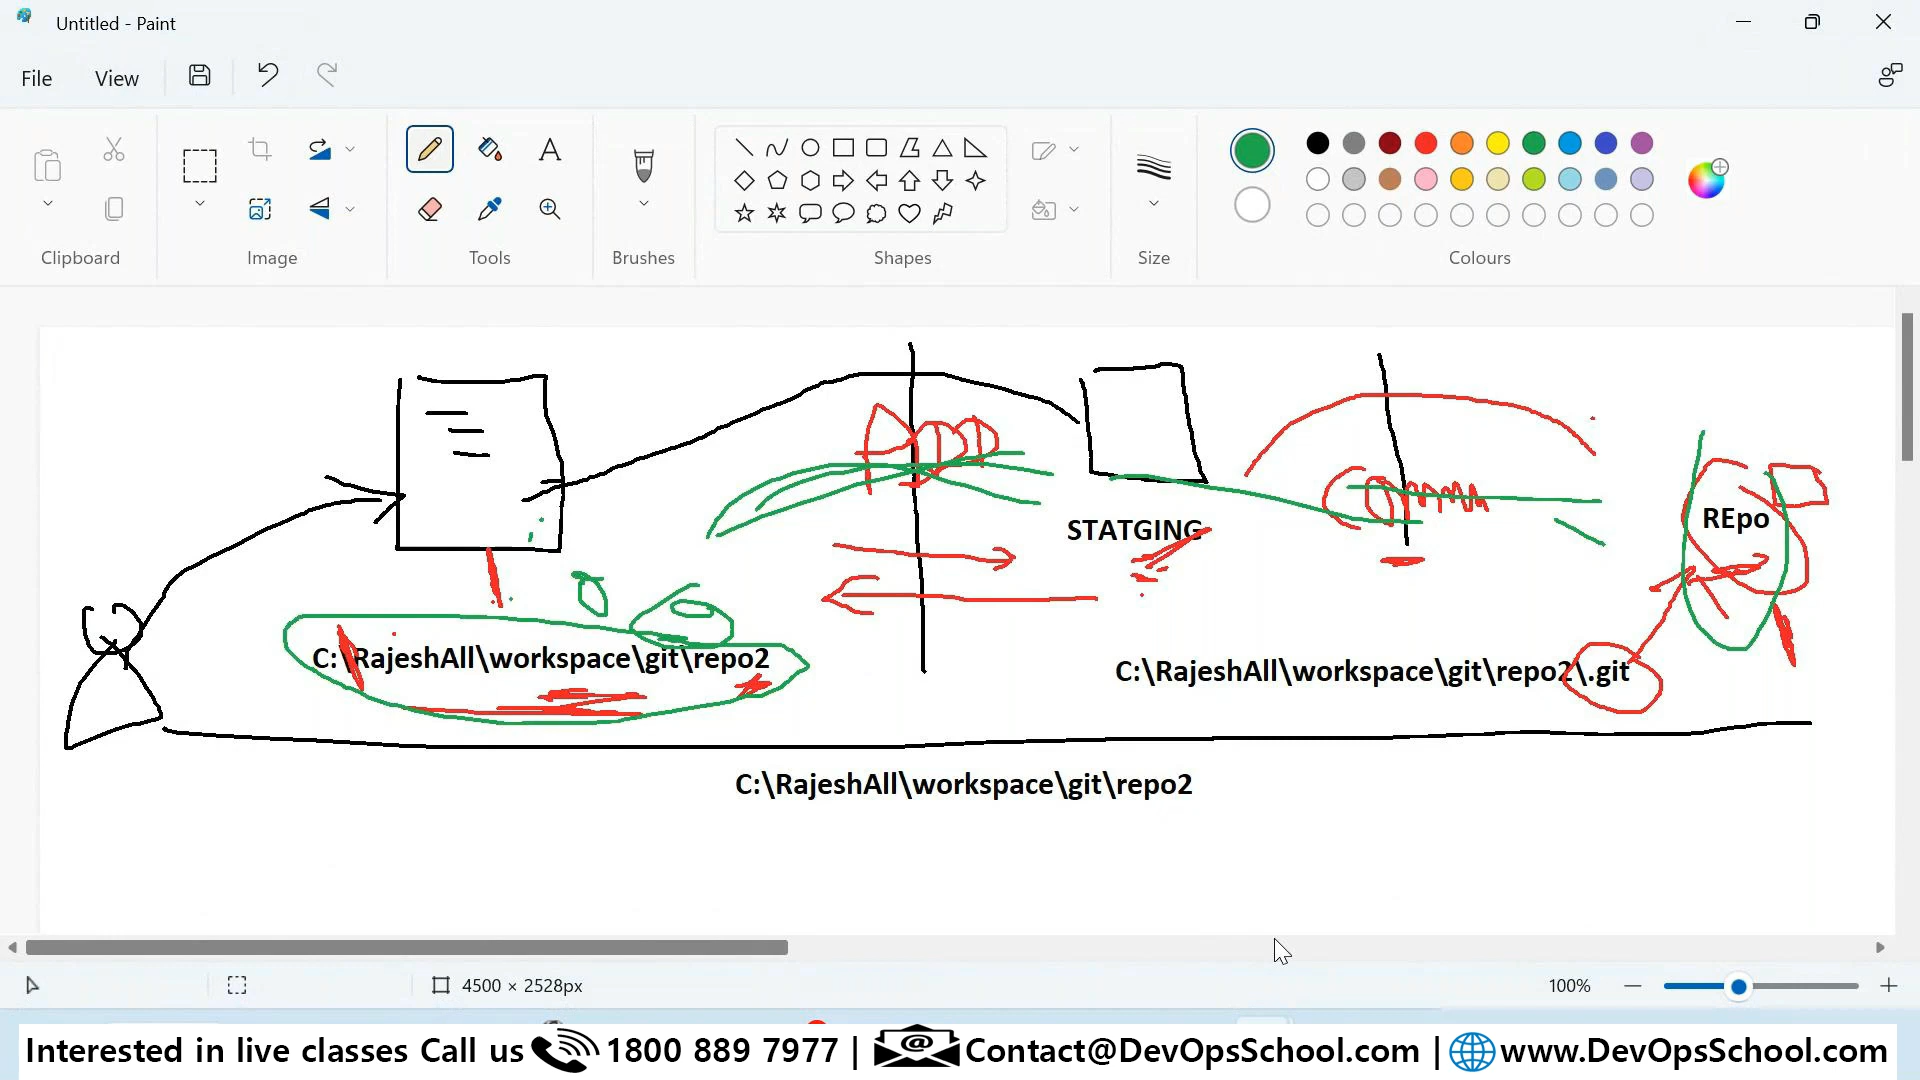 Untitled - Paint
File View
Clipboard Image Tools Brushes Shapes Size Colours
REpo
STATGING
C:\RajeshAll\workspace\git\repo2
C:\RajeshAll\workspace\git\repo2\.git
C:\RajeshAll\workspace\git\repo2
4500 × 2528px 100%
Interested in live classes Call us 1800 889 7977 | Contact@DevOpsSchool.com | www.DevOpsSchool.com